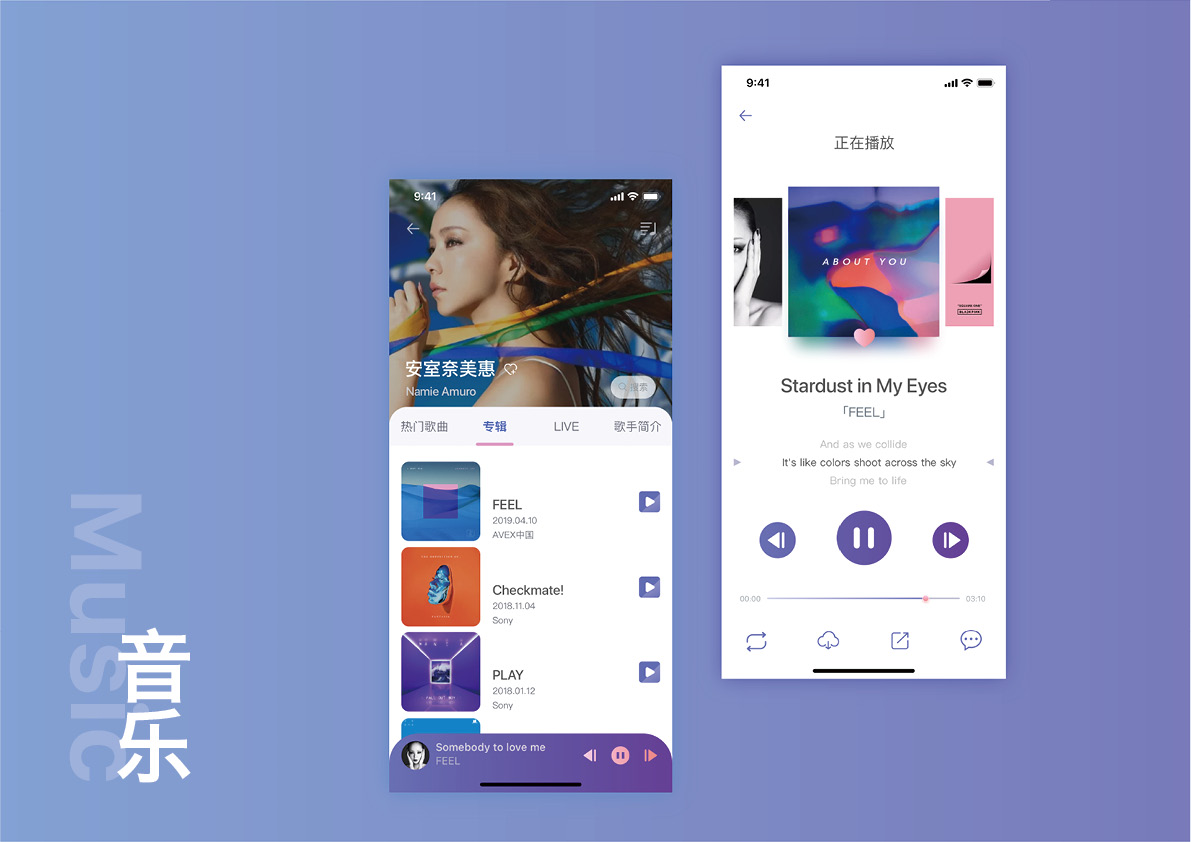 Music
音乐
9:41
安室奈美惠
Namie Amuro
搜索
热门歌曲 专辑 LIVE 歌手简介
FEEL
2019.04.10
AVEX中国
Checkmate!
2018.11.04
Sony
PLAY
2018.01.12
Sony
Somebody to love me
FEEL
9:41
正在播放
ABOUT YOU
"SQUARE ONE"
BLACKPINK
Stardust in My Eyes
「FEEL」
And as we collide
It's like colors shoot across the sky
Bring me to life
00:00 03:10